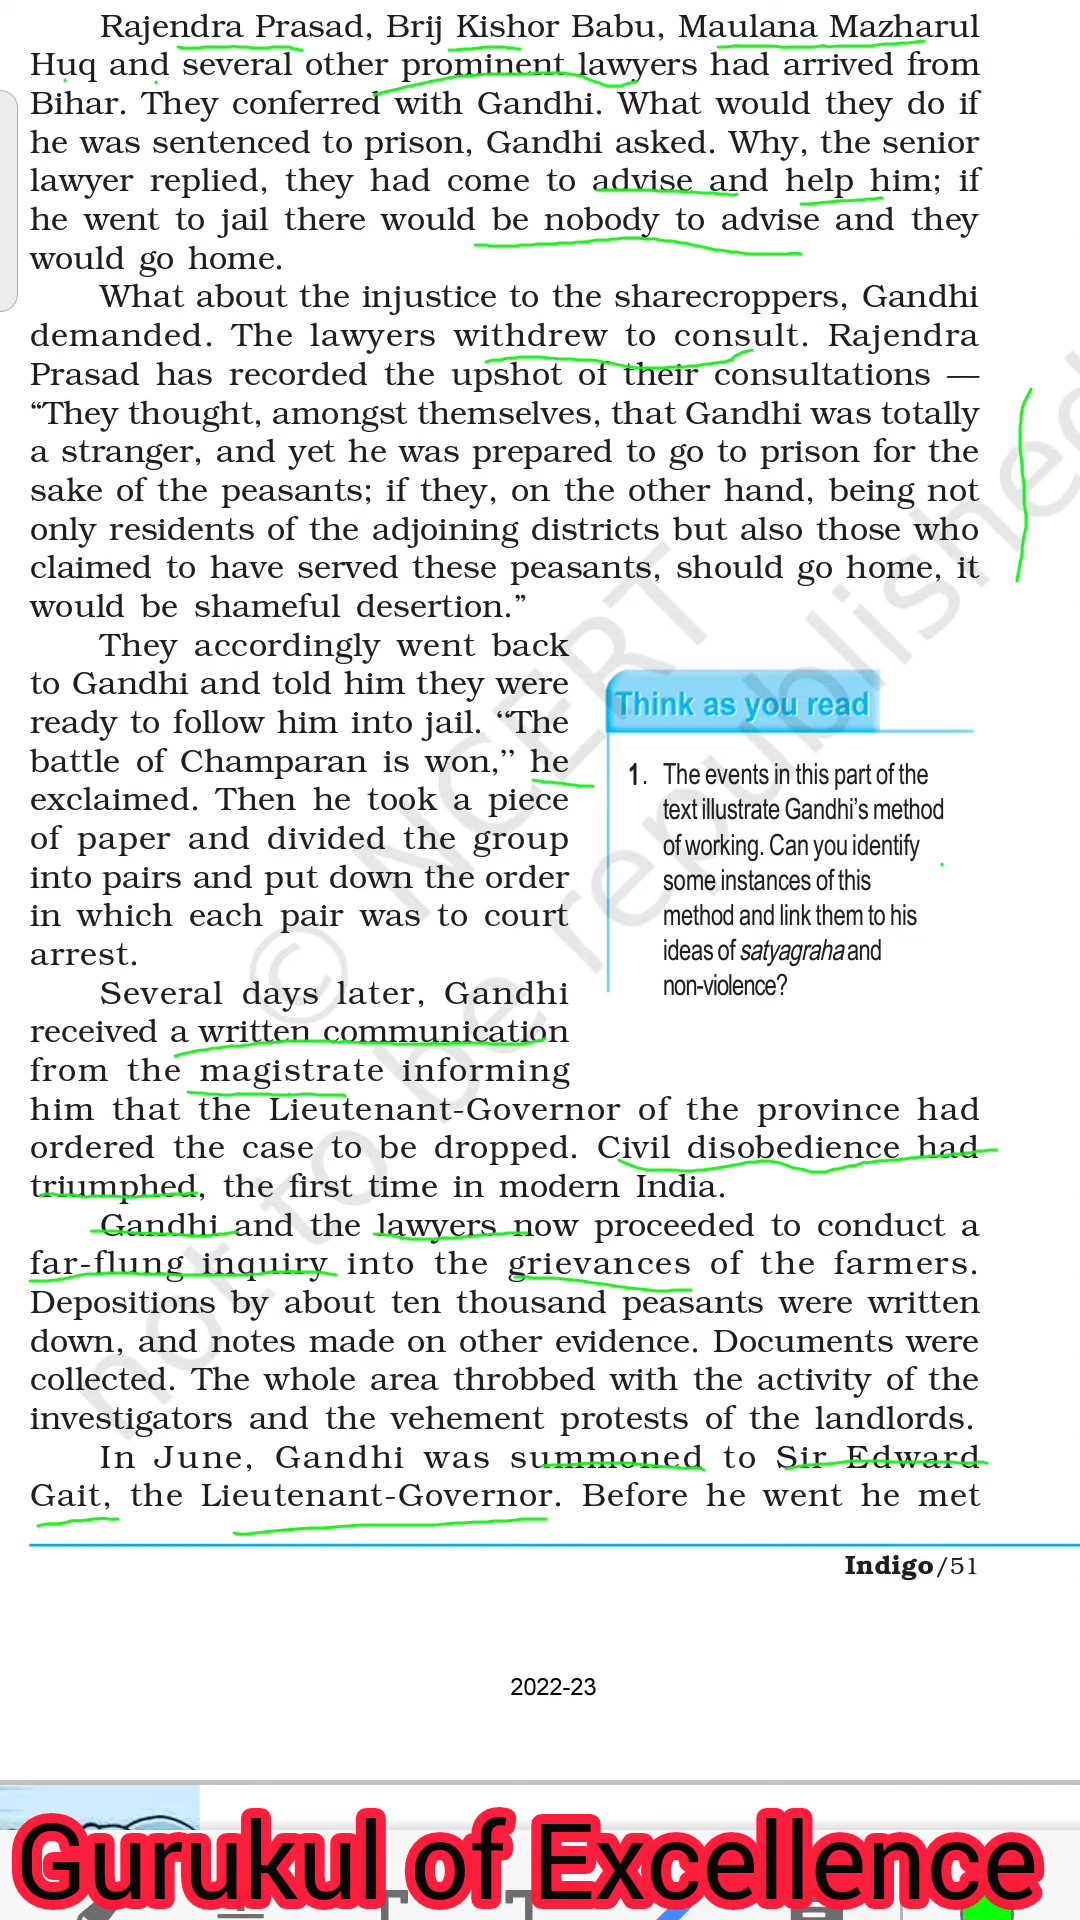 Rajendra Prasad, Brij Kishor Babu, Maulana Mazharul
Huq and several other prominent lawyers had arrived from
Bihar. They conferred with Gandhi. What would they do if
he was sentenced to prison, Gandhi asked. Why, the senior
lawyer replied, they had come to advise and help him; if
he went to jail there would be nobody to advise and they
would go home.
What about the injustice to the sharecroppers, Gandhi
demanded. The lawyers withdrew to consult. Rajendra
Prasad has recorded the upshot of their consultations —
“They thought, amongst themselves, that Gandhi was totally
a stranger, and yet he was prepared to go to prison for the
sake of the peasants; if they, on the other hand, being not
only residents of the adjoining districts but also those who
claimed to have served these peasants, should go home, it
would be shameful desertion.”
They accordingly went back
to Gandhi and told him they were
ready to follow him into jail. ‘‘The
battle of Champaran is won,’’ he
exclaimed. Then he took a piece
of paper and divided the group
into pairs and put down the order
in which each pair was to court
arrest.
Several days later, Gandhi
received a written communication
from the magistrate informing
him that the Lieutenant-Governor of the province had
ordered the case to be dropped. Civil disobedience had
triumphed, the first time in modern India.
Gandhi and the lawyers now proceeded to conduct a
far-flung inquiry into the grievances of the farmers.
Depositions by about ten thousand peasants were written
down, and notes made on other evidence. Documents were
collected. The whole area throbbed with the activity of the
investigators and the vehement protests of the landlords.
In June, Gandhi was summoned to Sir Edward
Gait, the Lieutenant-Governor. Before he went he met
Think as you read
1. The events in this part of the
text illustrate Gandhi’s method
of working. Can you identify
some instances of this
method and link them to his
ideas of satyagraha and
non-violence?
© NCERT
not to be republished
Indigo/51
2022-23
Gurukul of Excellence